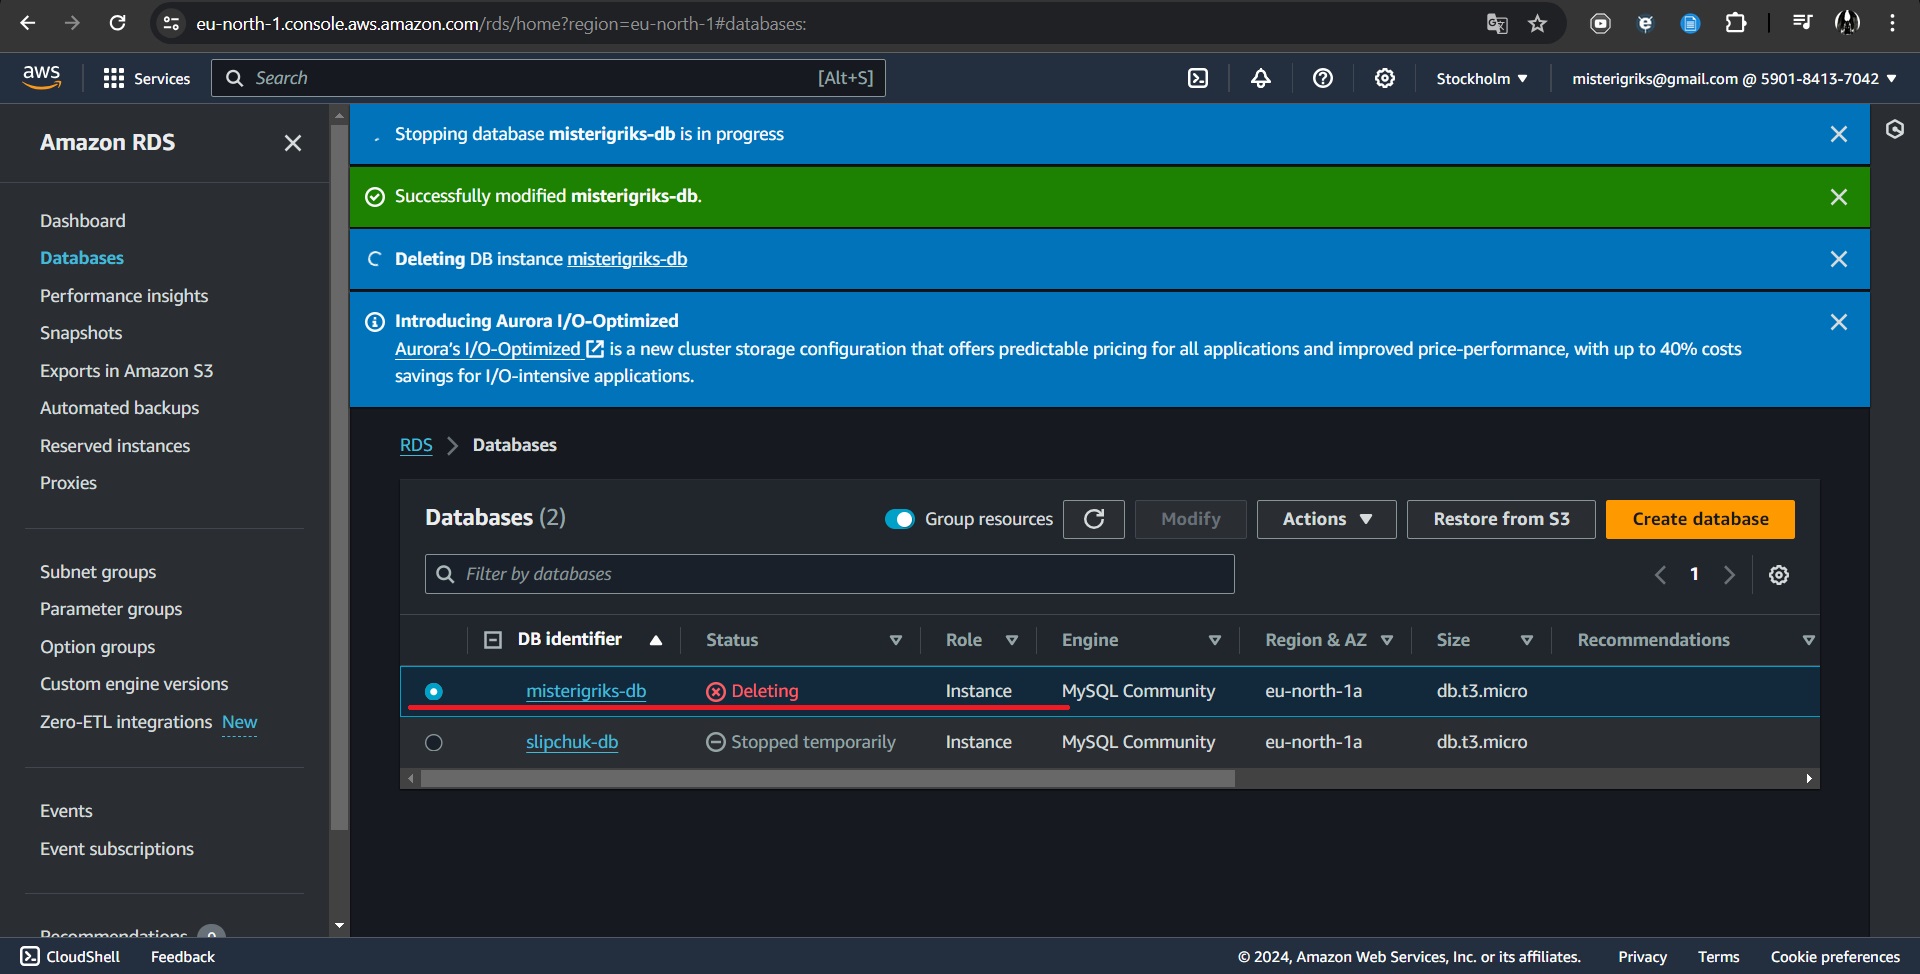 eu-north-1.console.aws.amazon.com/rds/home?region=eu-north-1#databases:
aws Services Search [Alt+S] Stockholm misterigriks@gmail.com @ 5901-8413-7042
Amazon RDS
Dashboard
Databases
Performance insights
Snapshots
Exports in Amazon S3
Automated backups
Reserved instances
Proxies
Subnet groups
Parameter groups
Option groups
Custom engine versions
Zero-ETL integrations New
Events
Event subscriptions
Recommendations
Stopping database misterigriks-db is in progress
Successfully modified misterigriks-db.
Deleting DB instance misterigriks-db
Introducing Aurora I/O-Optimized
Aurora's I/O-Optimized is a new cluster storage configuration that offers predictable pricing for all applications and improved price-performance, with up to 40% costs
savings for I/O-intensive applications.
RDS Databases
Databases (2) Group resources Modify Actions Restore from S3 Create database
Filter by databases 1
DB identifier Status Role Engine Region & AZ Size Recommendations
misterigriks-db Deleting Instance MySQL Community eu-north-1a db.t3.micro
slipchuk-db Stopped temporarily Instance MySQL Community eu-north-1a db.t3.micro
CloudShell Feedback © 2024, Amazon Web Services, Inc. or its affiliates. Privacy Terms Cookie preferences